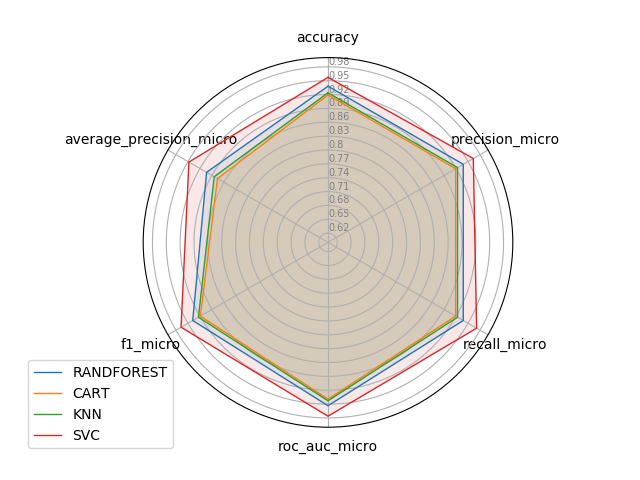 accuracy
0.98
0.95
0.92
0.89
0.86
0.83
0.8
0.77
0.74
0.71
0.68
0.65
0.62
average_precision_micro
precision_micro
f1_micro
recall_micro
roc_auc_micro
RANDFOREST
CART
KNN
SVC